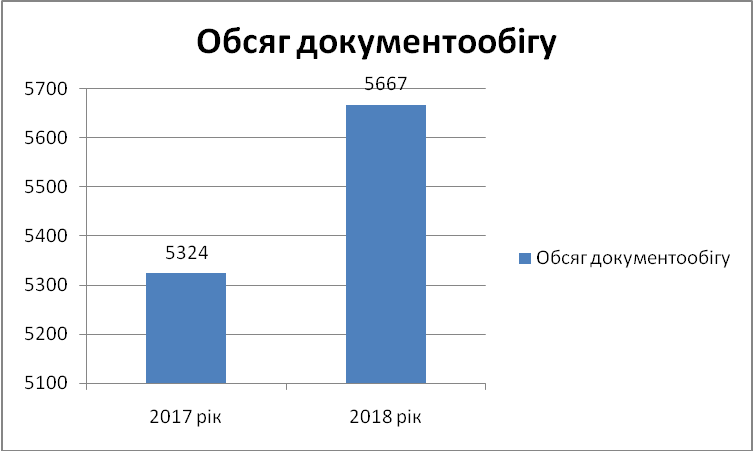 Обсяг документообігу
5700
5600
5500
5400
5300
5200
5100
5324
5667
2017 рік
2018 рік
Обсяг документообігу